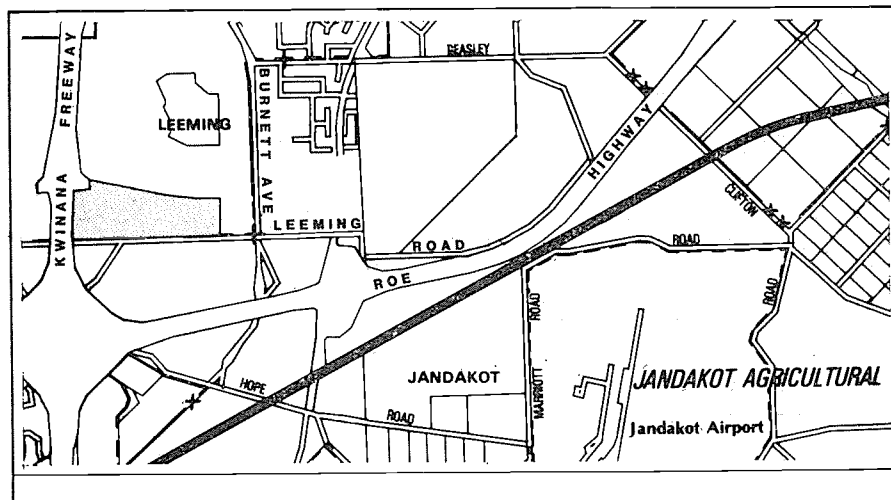 BEASLEY
KWINANA FREEWAY
LEEMING
BURNETT AVE
HIGHWAY
CLIFTON
LEEMING
ROAD
ROAD
ROE
ROAD
ROAD
HOPE
JANDAKOT
MARRIOTT
JANDAKOT AGRICULTURAL
ROAD
Jandakot Airport